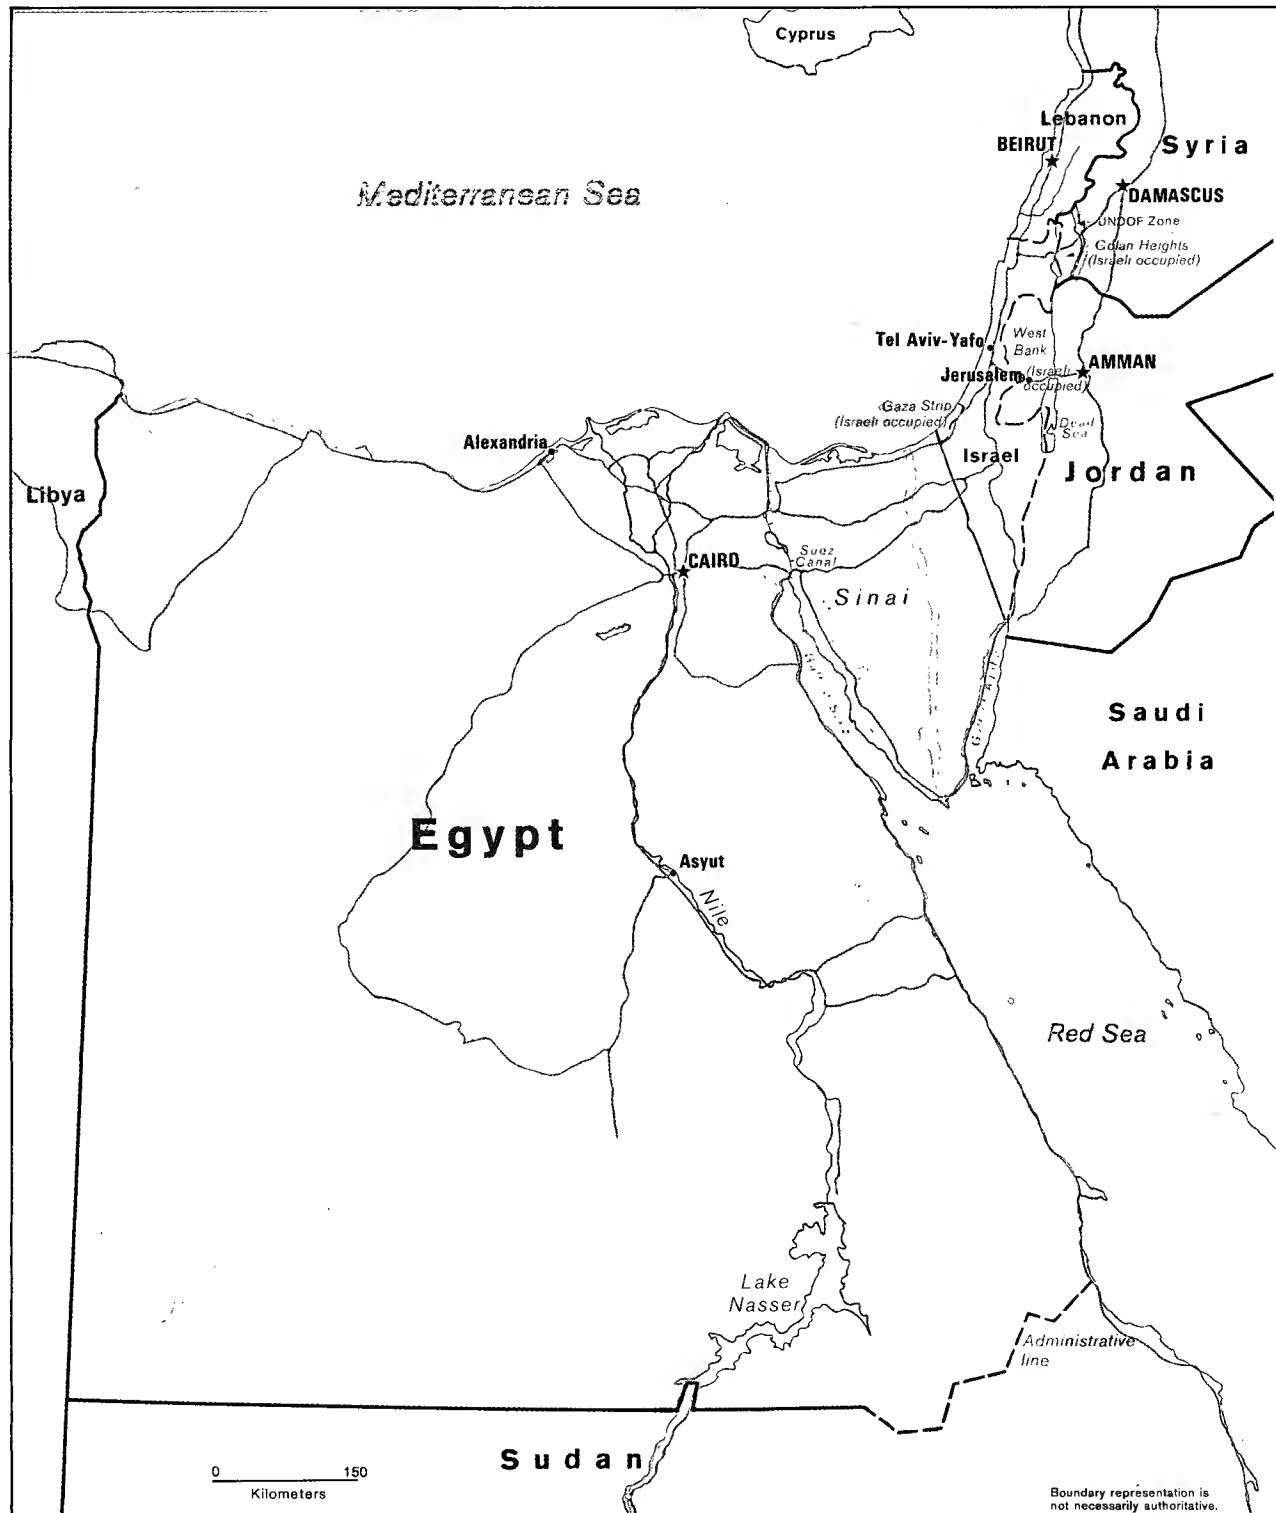 Cyprus
Lebanon
BEIRUT
Syria
Mediterranean Sea
DAMASCUS
UNDOF Zone
Golan Heights
(Israeli occupied)
Tel Aviv-Yafo
West
Bank
AMMAN
Jerusalem
(Israeli
occupied)
Gaza Strip
(Israeli occupied)
Dead
Sea
Alexandria
Israel
Jordan
Libya
CAIRO
Suez
Canal
Sinai
Saudi
Arabia
Egypt
Asyut
Nile
Red Sea
Lake
Nasser
Administrative
line
Sudan
0 150
Kilometers
Boundary representation is
not necessarily authoritative.